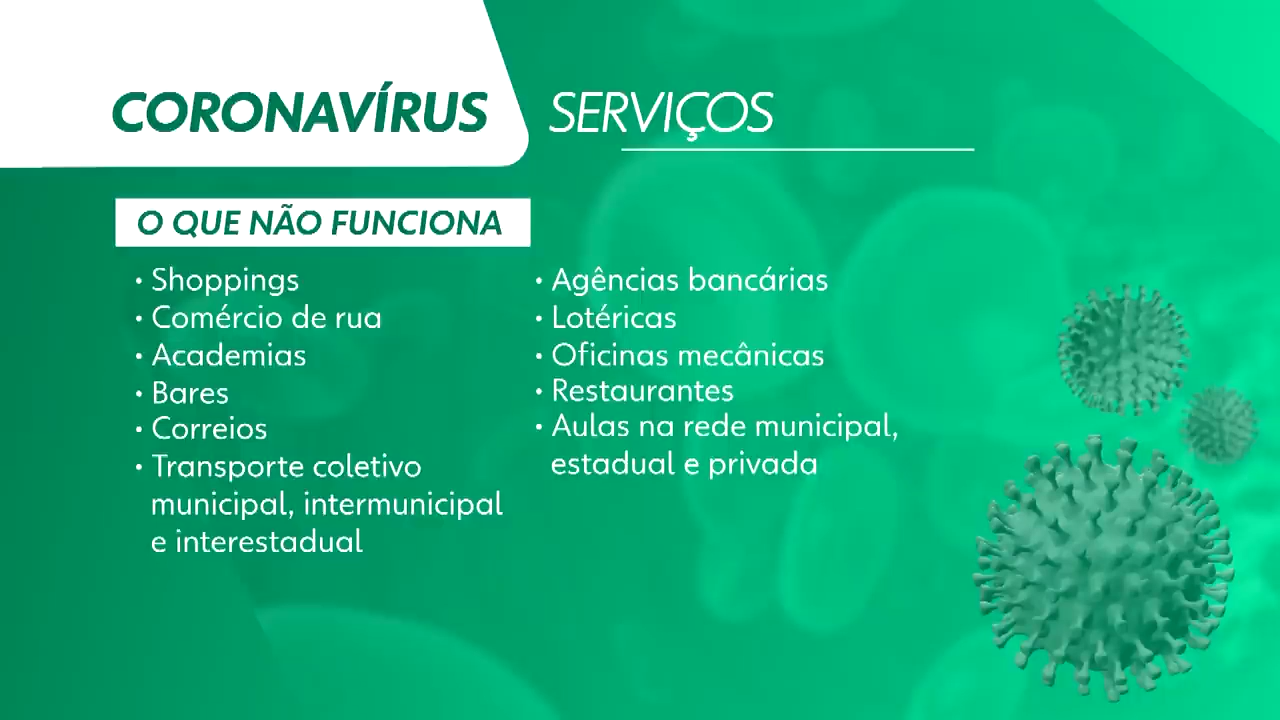 CORONAVÍRUS SERVIÇOS
O QUE NÃO FUNCIONA
• Shoppings
• Comércio de rua
• Academias
• Bares
• Correios
• Transporte coletivo
municipal, intermunicipal
e interestadual
• Agências bancárias
• Lotéricas
• Oficinas mecânicas
• Restaurantes
• Aulas na rede municipal,
estadual e privada